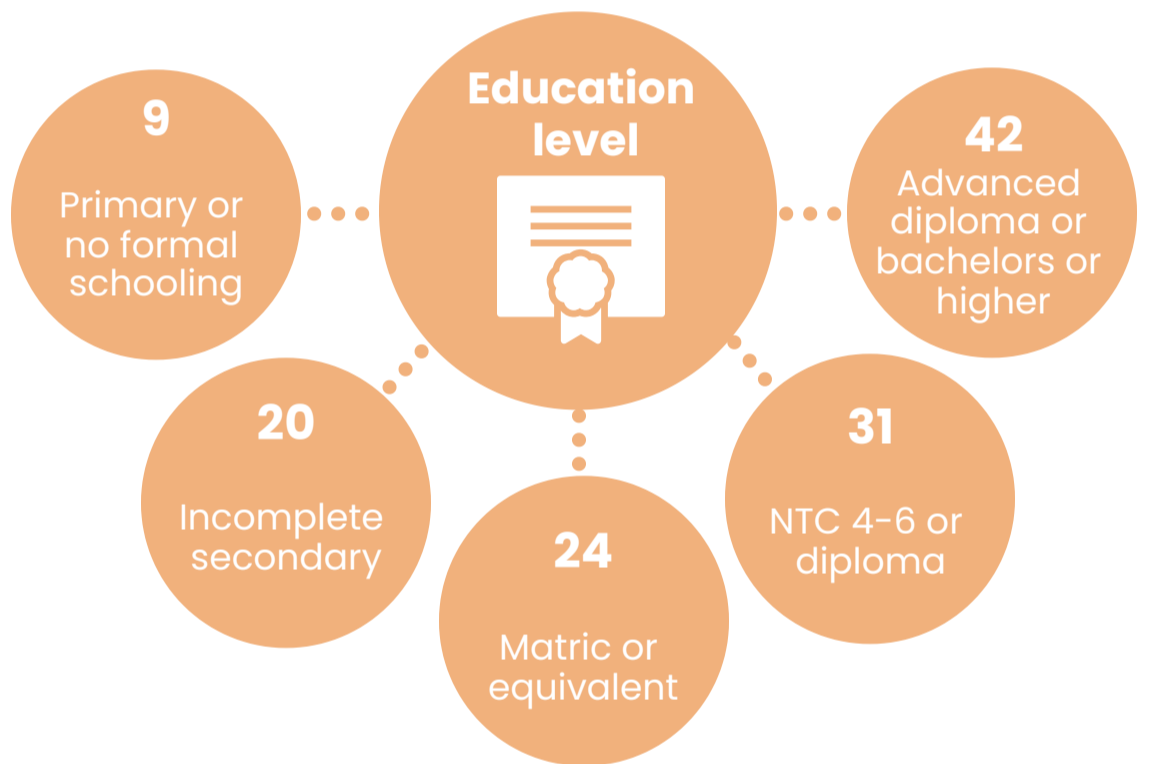 Education
level
9
Primary or
no formal
schooling
20
Incomplete
secondary
24
Matric or
equivalent
31
NTC 4-6 or
diploma
42
Advanced
diploma or
bachelors or
higher